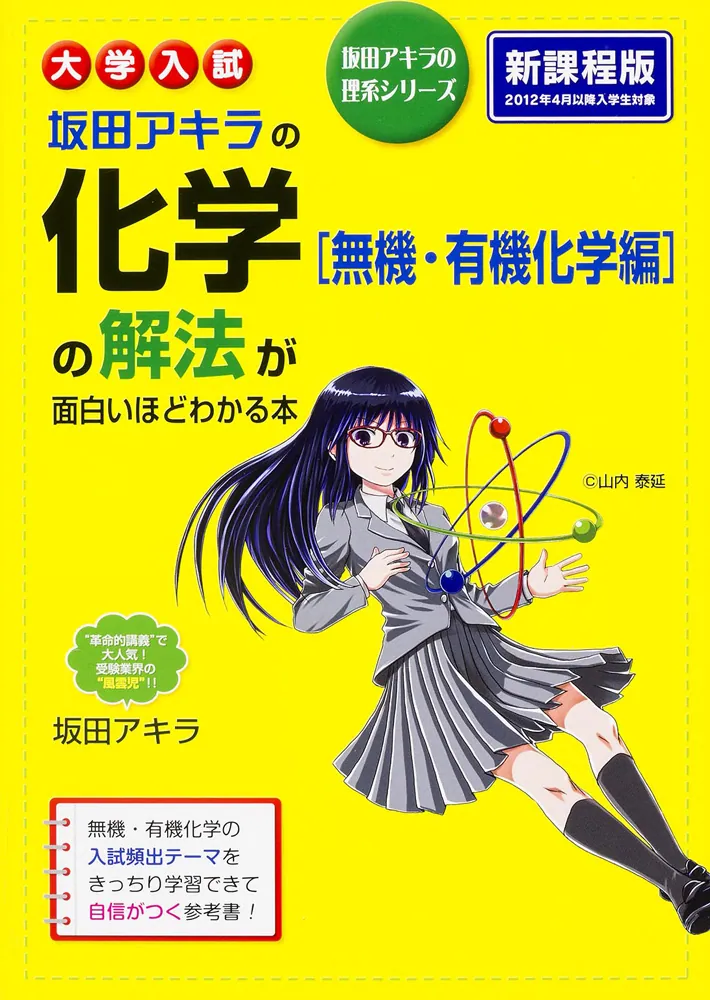 大学入試
坂田アキラの
理系シリーズ
新課程版
2012年4月以降入学生対象
坂田アキラの
化学
[無機・有機化学編]
の解法が
面白いほどわかる本
©山内 泰延
"革命的講義"で
大人気!
受験業界の
"風雲児"!!
坂田アキラ
無機・有機化学の
入試頻出テーマを
きっちり学習できて
自信がつく参考書!